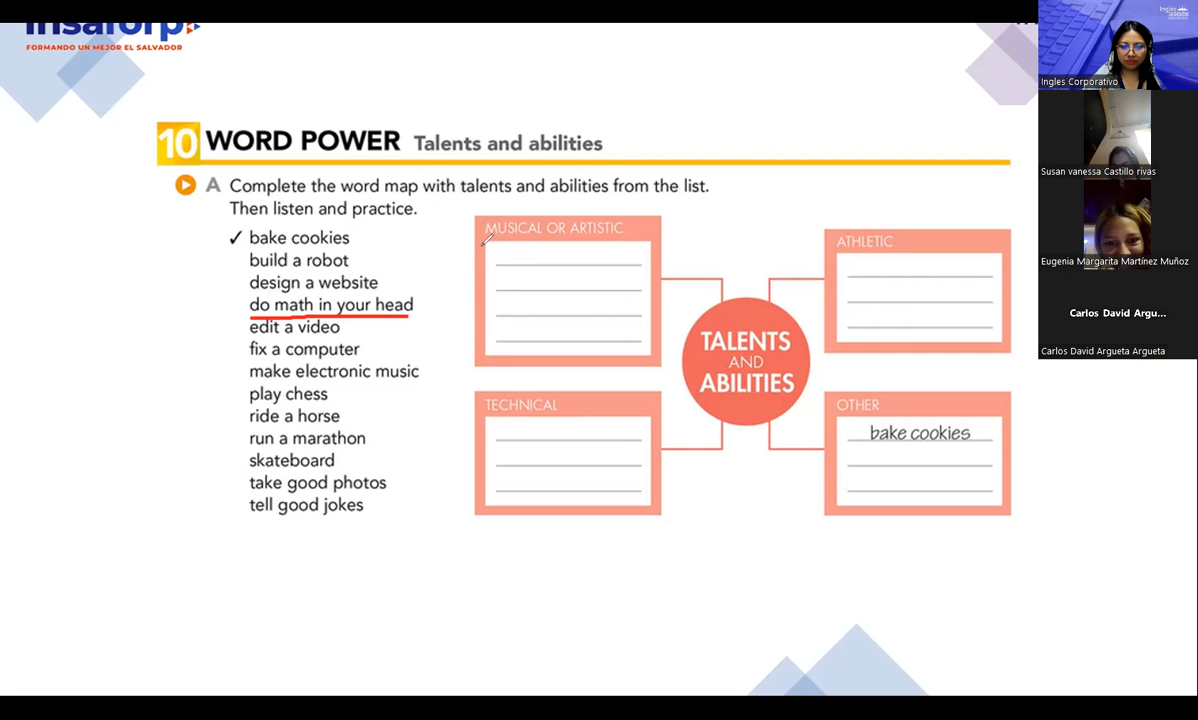 insaforp
FORMANDO UN MEJOR EL SALVADOR
10 WORD POWER Talents and abilities
A Complete the word map with talents and abilities from the list.
Then listen and practice.
✓ bake cookies
build a robot
design a website
do math in your head
edit a video
fix a computer
make electronic music
play chess
ride a horse
run a marathon
skateboard
take good photos
tell good jokes
MUSICAL OR ARTISTIC
TECHNICAL
TALENTS
AND
ABILITIES
ATHLETIC
OTHER
bake cookies
Ingles Corporativo
Susan vanessa Castillo rivas
Eugenia Margarita Martínez Muñoz
Carlos David Argu...
Carlos David Argueta Argueta